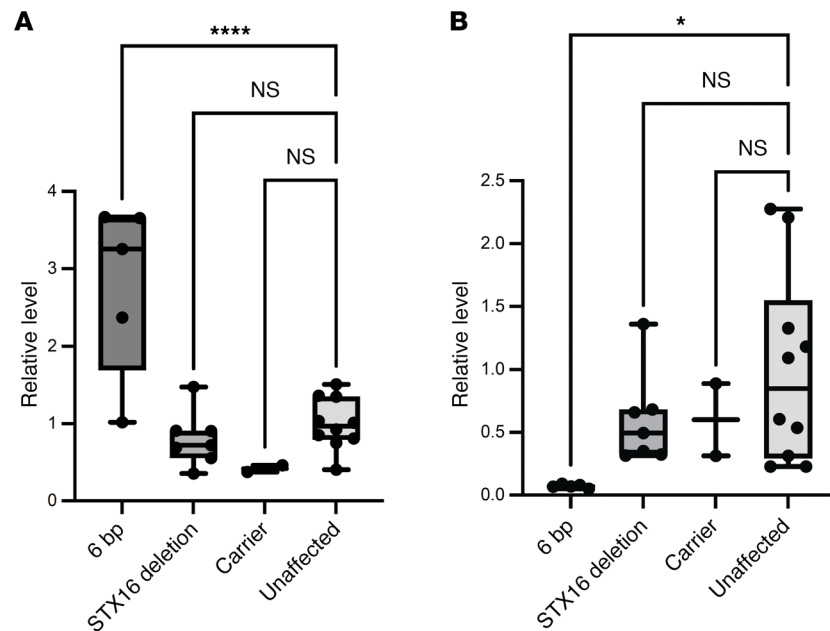 A
****
NS
NS
Relative level
4
3
2
1
0
6 bp
STX16 deletion
Carrier
Unaffected
B
*
NS
NS
Relative level
2.5
2.0
1.5
1.0
0.5
0.0
6 bp
STX16 deletion
Carrier
Unaffected